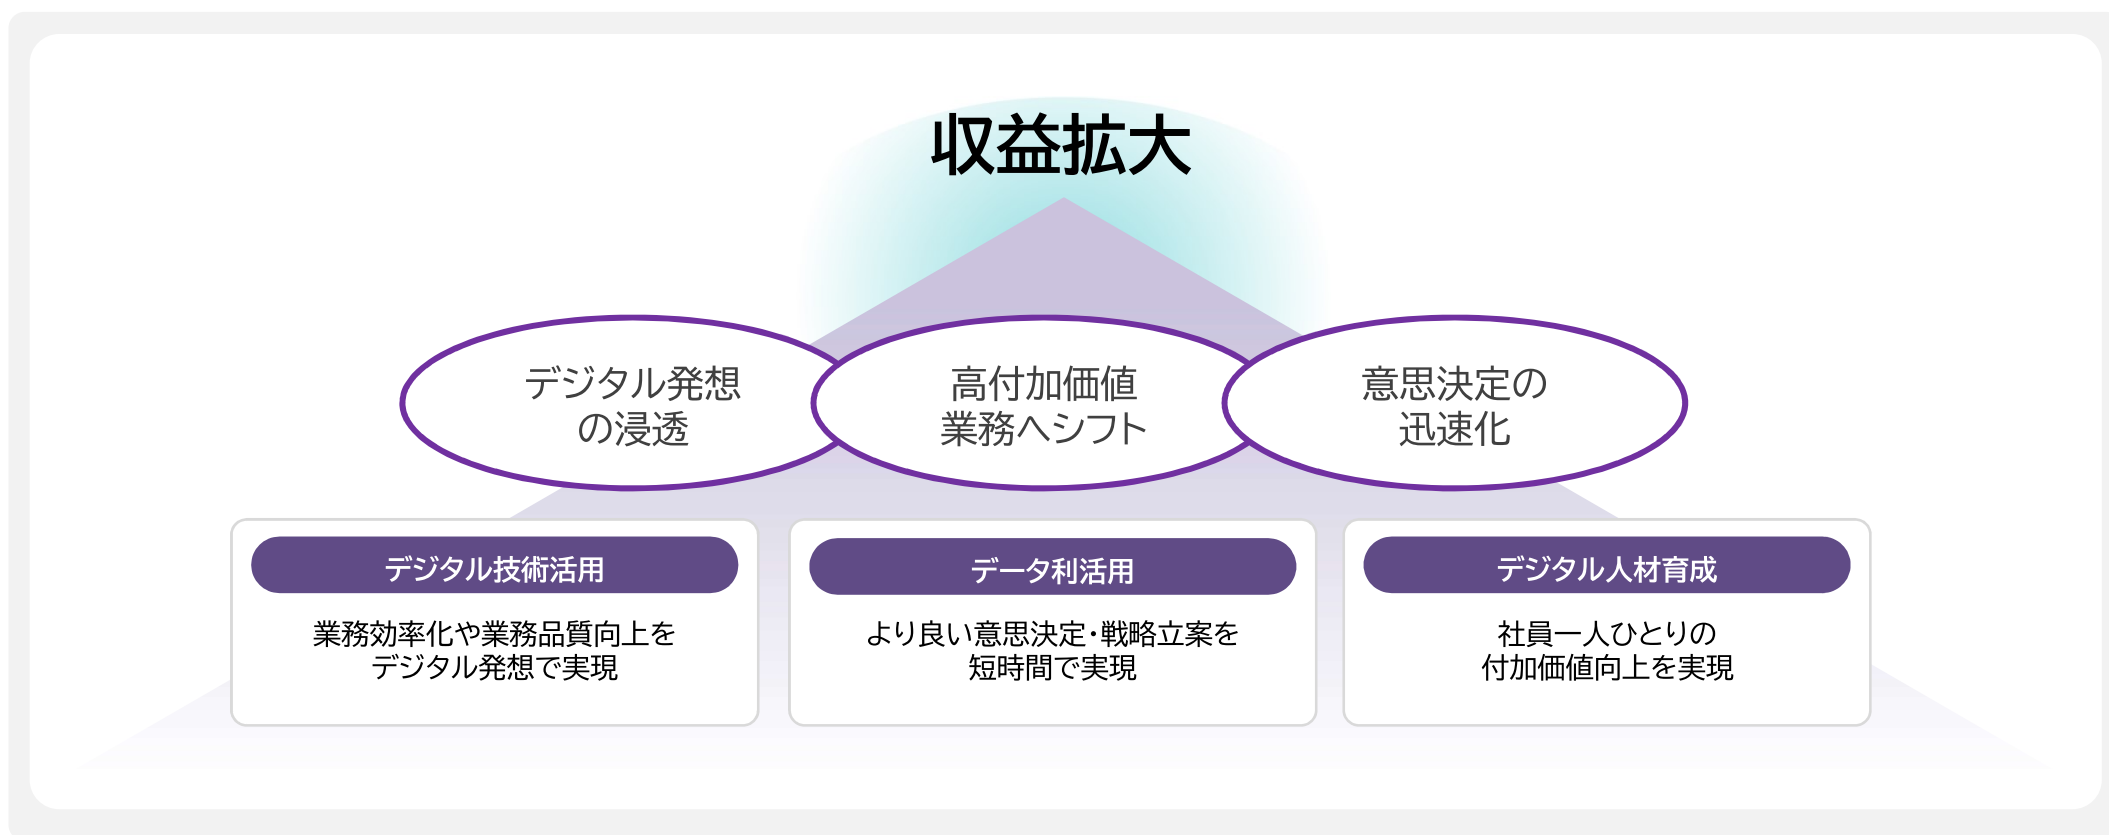 収益拡大
デジタル発想
の浸透
高付加価値
業務へシフト
意思決定の
迅速化
デジタル技術活用
業務効率化や業務品質向上を
デジタル発想で実現
データ利活用
より良い意思決定・戦略立案を
短時間で実現
デジタル人材育成
社員一人ひとりの
付加価値向上を実現